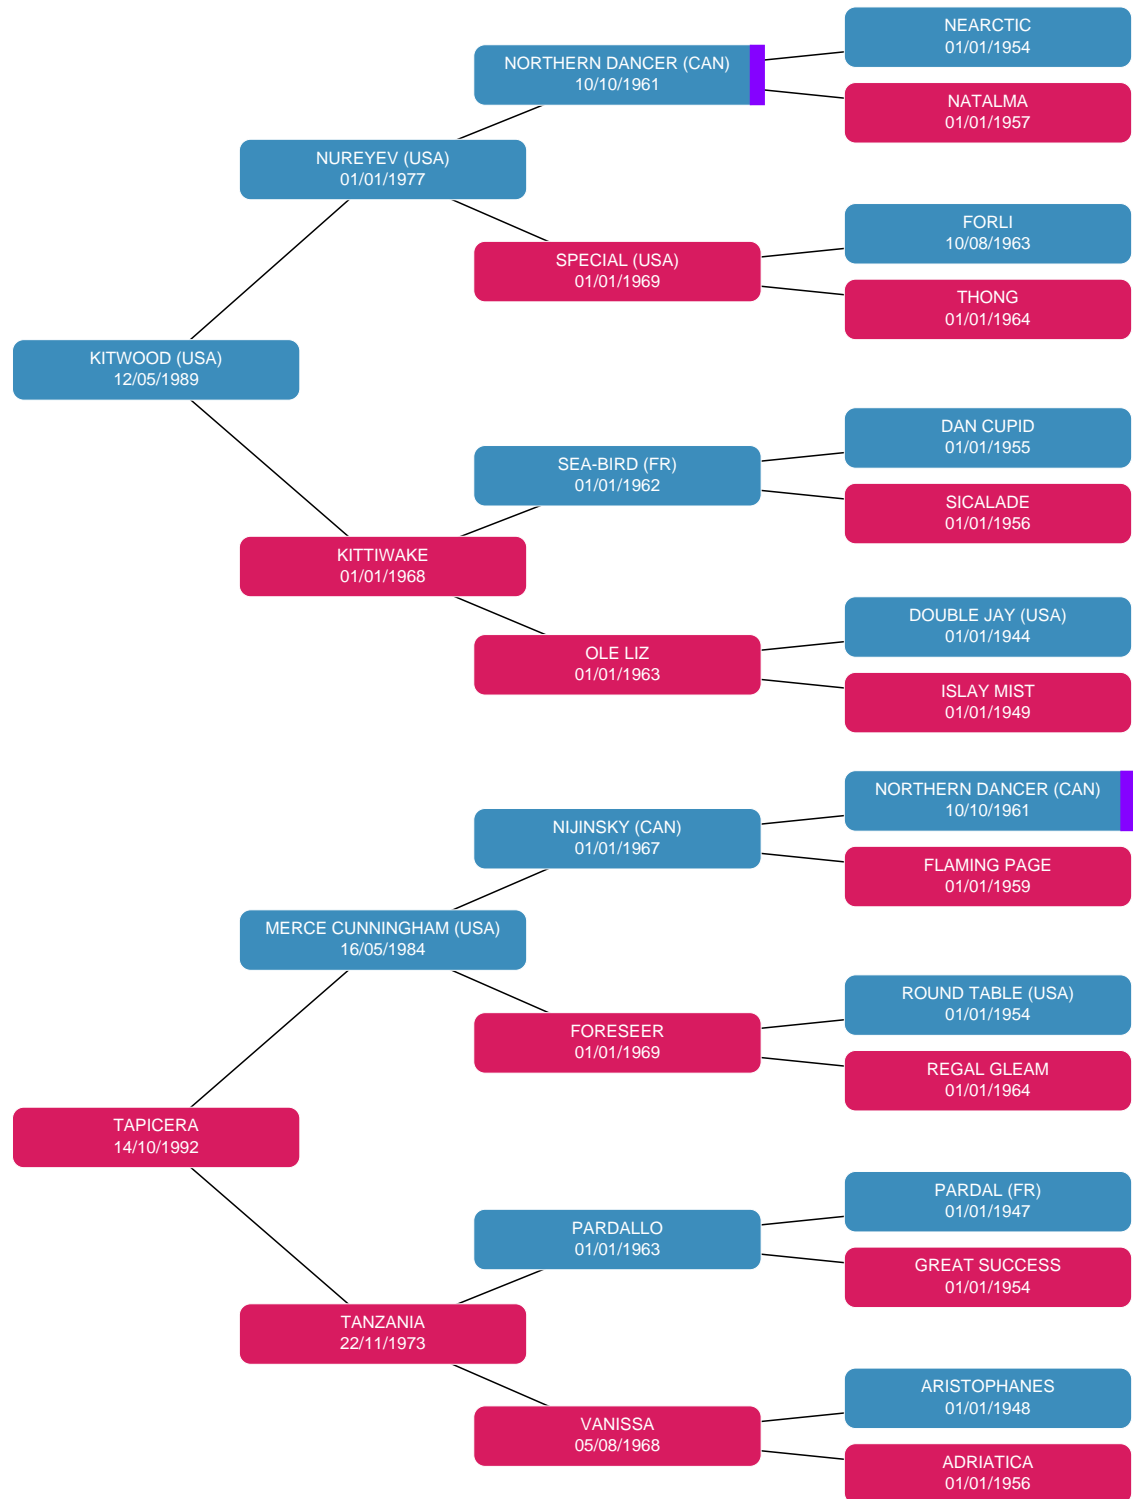 NEARCTIC
01/01/1954
NORTHERN DANCER (CAN)
10/10/1961
NATALMA
01/01/1957
NUREYEV (USA)
01/01/1977
FORLI
10/08/1963
SPECIAL (USA)
01/01/1969
THONG
01/01/1964
KITWOOD (USA)
12/05/1989
DAN CUPID
01/01/1955
SEA-BIRD (FR)
01/01/1962
SICALADE
01/01/1956
KITTIWAKE
01/01/1968
DOUBLE JAY (USA)
01/01/1944
OLE LIZ
01/01/1963
ISLAY MIST
01/01/1949
NORTHERN DANCER (CAN)
10/10/1961
NIJINSKY (CAN)
01/01/1967
FLAMING PAGE
01/01/1959
MERCE CUNNINGHAM (USA)
16/05/1984
ROUND TABLE (USA)
01/01/1954
FORESEER
01/01/1969
REGAL GLEAM
01/01/1964
TAPICERA
14/10/1992
PARDAL (FR)
01/01/1947
PARDALLO
01/01/1963
GREAT SUCCESS
01/01/1954
TANZANIA
22/11/1973
ARISTOPHANES
01/01/1948
VANISSA
05/08/1968
ADRIATICA
01/01/1956